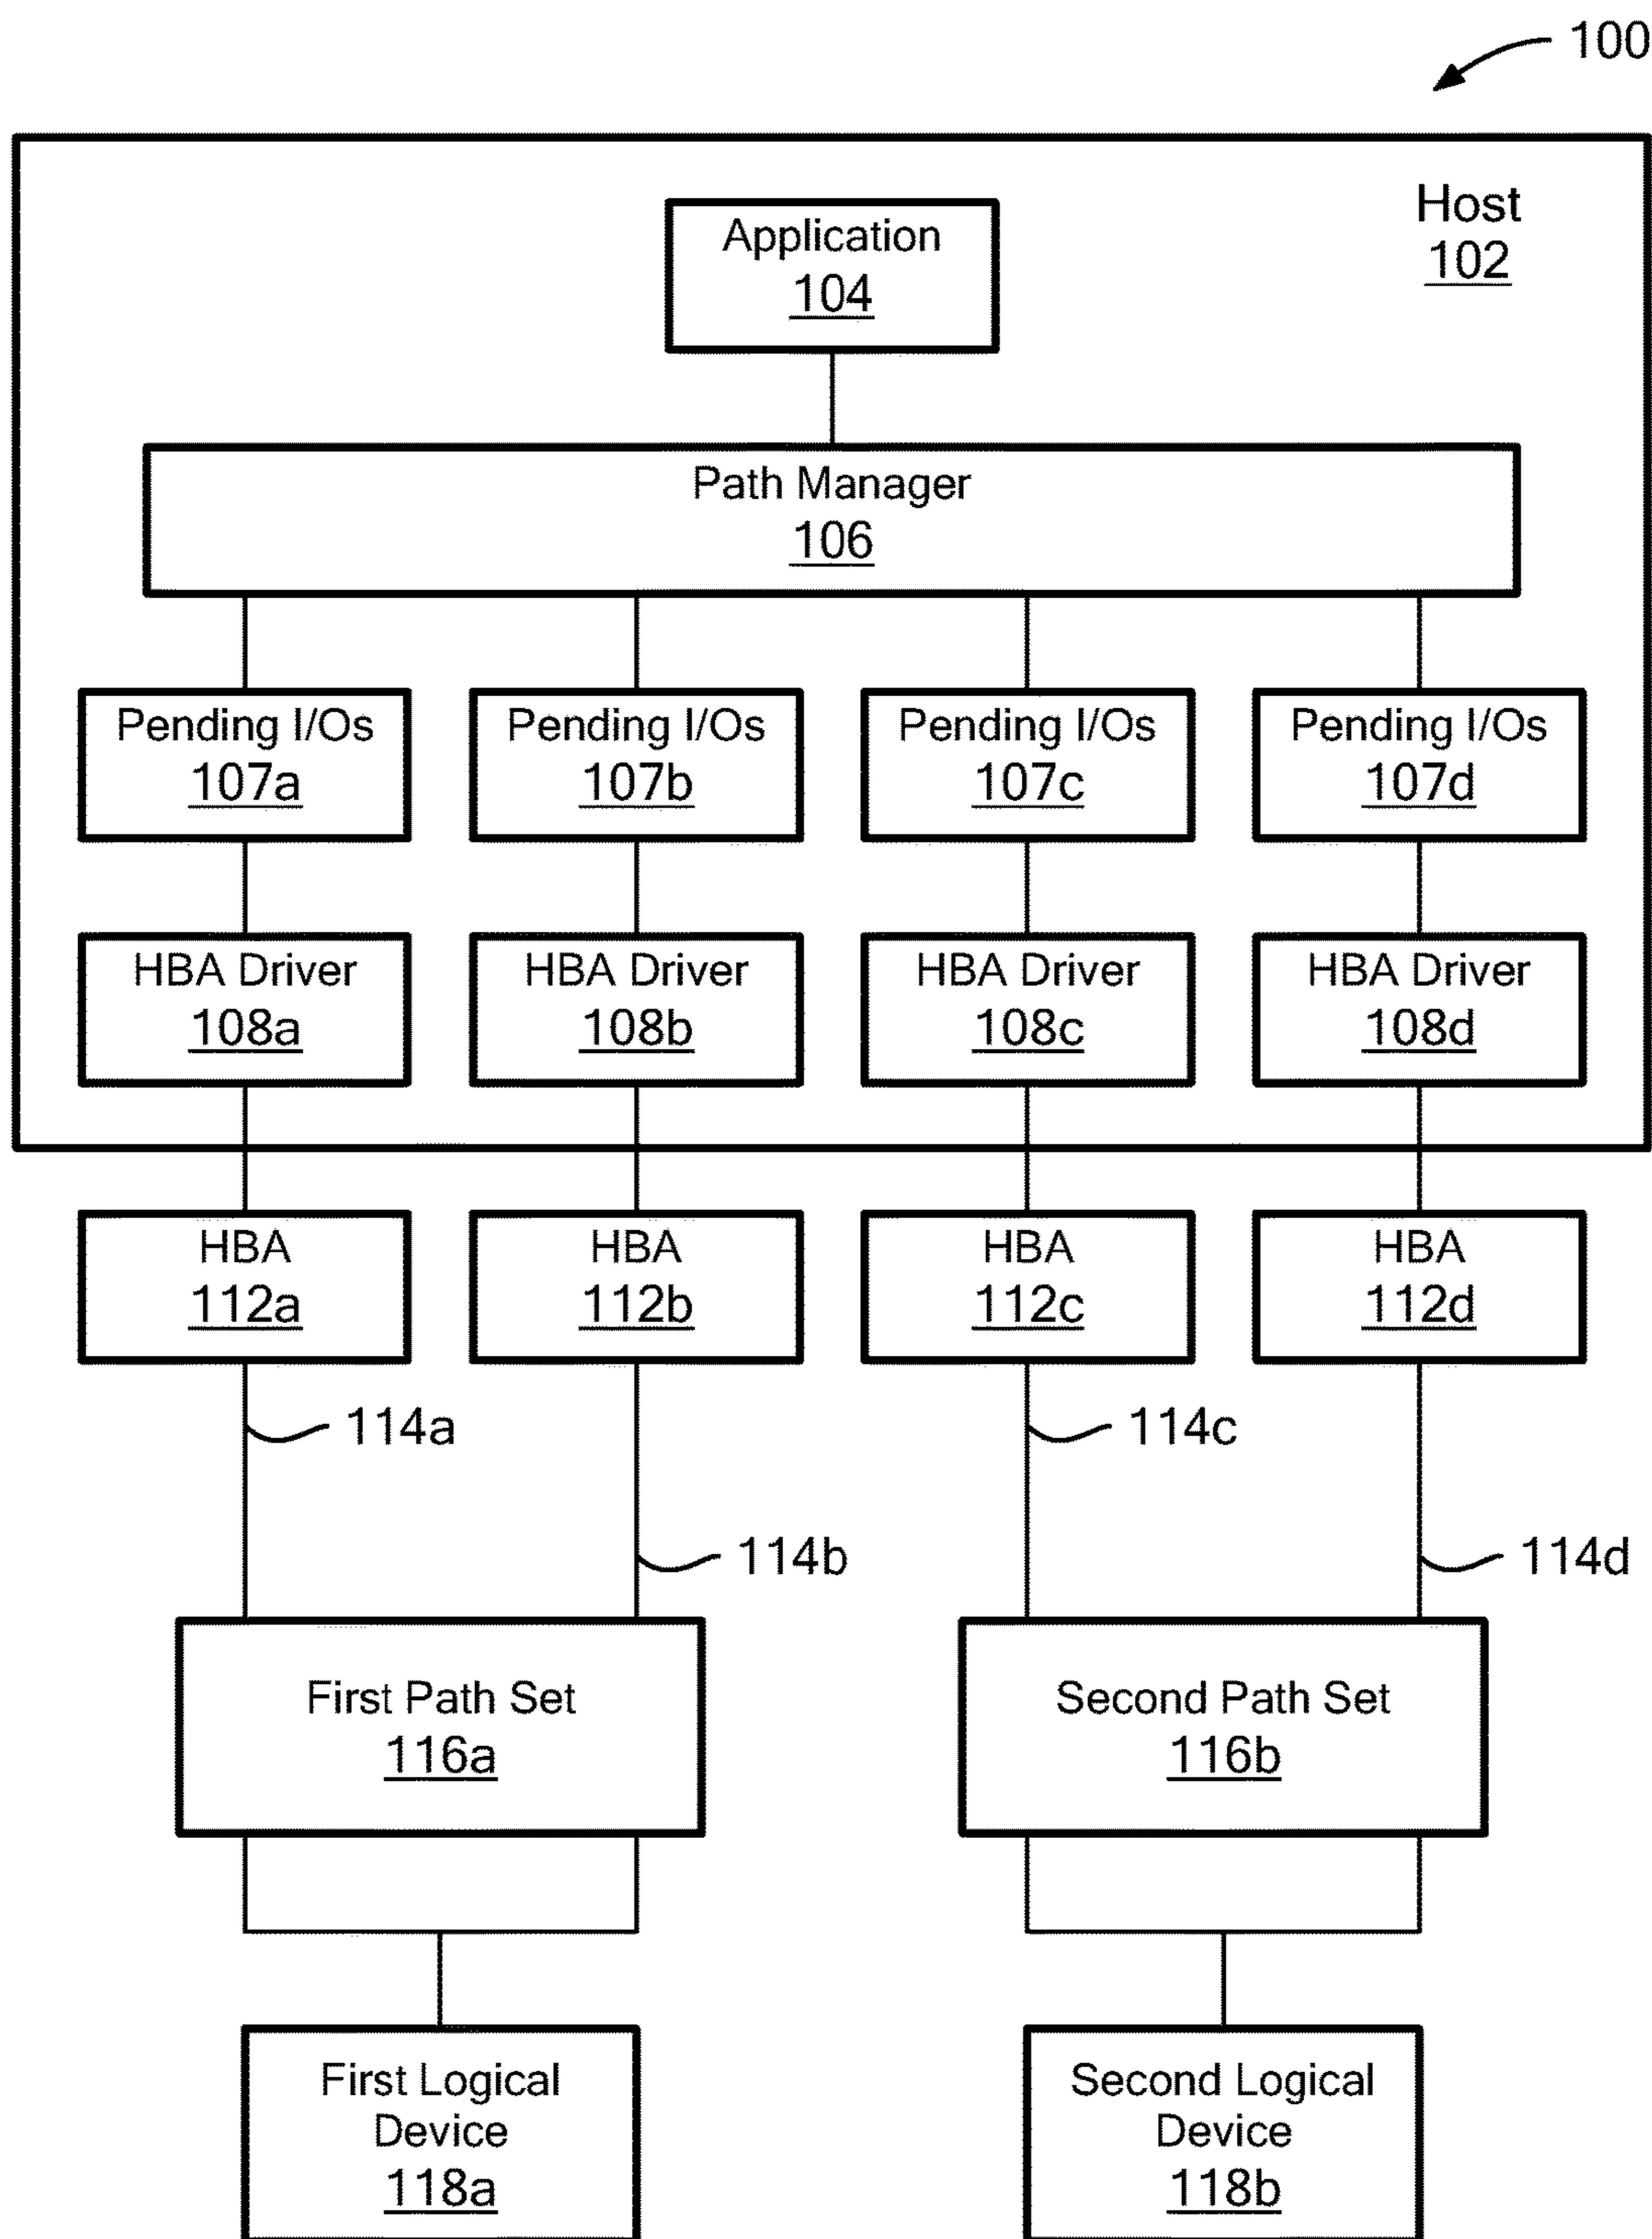 100
Host
102
Application
104
Path Manager
106
Pending I/Os
107a
Pending I/Os
107b
Pending I/Os
107c
Pending I/Os
107d
HBA Driver
108a
HBA Driver
108b
HBA Driver
108c
HBA Driver
108d
HBA
112a
HBA
112b
HBA
112c
HBA
112d
114a
114c
114b
114d
First Path Set
116a
Second Path Set
116b
First Logical
Device
118a
Second Logical
Device
118b